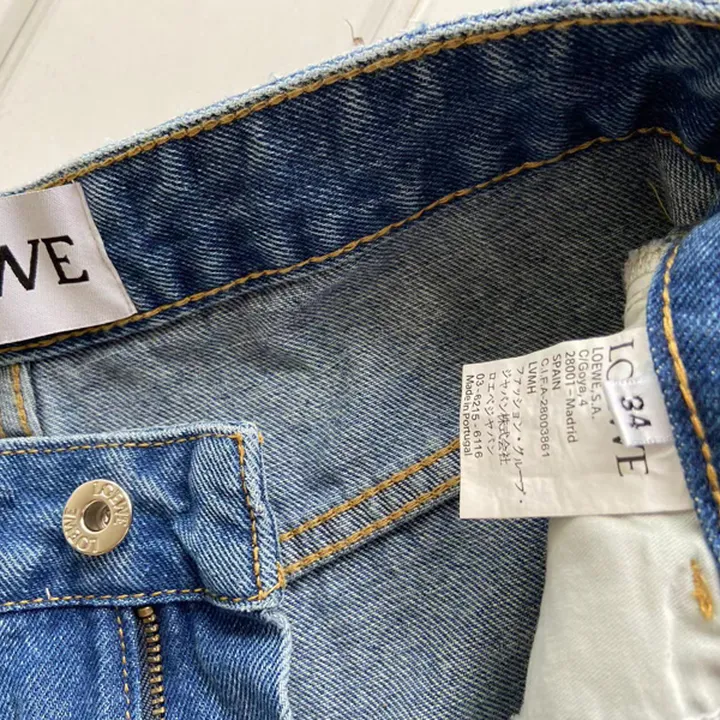 WE
LOEWE
LOEWE
LOEWE
34
LOEWE, S.A.
C/Goya, 4
28001 - Madrid
SPAIN
C.I.F.A-28003861
LVMH
ファッション・グループ・
ジャパン株式会社
ロエベジャパン
03-6215-6116
Made in Portugal